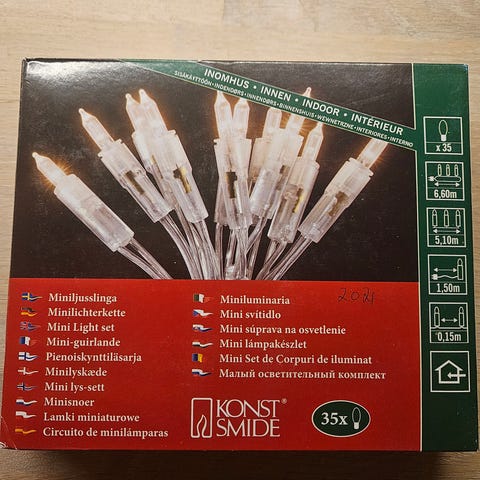 INOMHUS • INNEN • INDOOR • INTÉRIEUR
SISÄKÄYTTÖÖN • INDENDØRS • INNENDØRS • BINNENSHUIS • WEWNĘTRZNE • INTERIORES • INTERNO
x 35
6,60m
5,10m
1,50m
0,15m
2021
Miniljusslinga
Minilichterkette
Mini Light set
Mini-guirlande
Pienoiskynttiläsarja
Minilyskæde
Mini lys-sett
Minisnoer
Lamki miniaturowe
Circuito de minilámparas
Miniluminaria
Mini svítidlo
Mini súprava na osvetlenie
Mini lámpakészlet
Mini Set de Corpuri de iluminat
Малый осветительный комплект
KONST®
SMIDE
35x